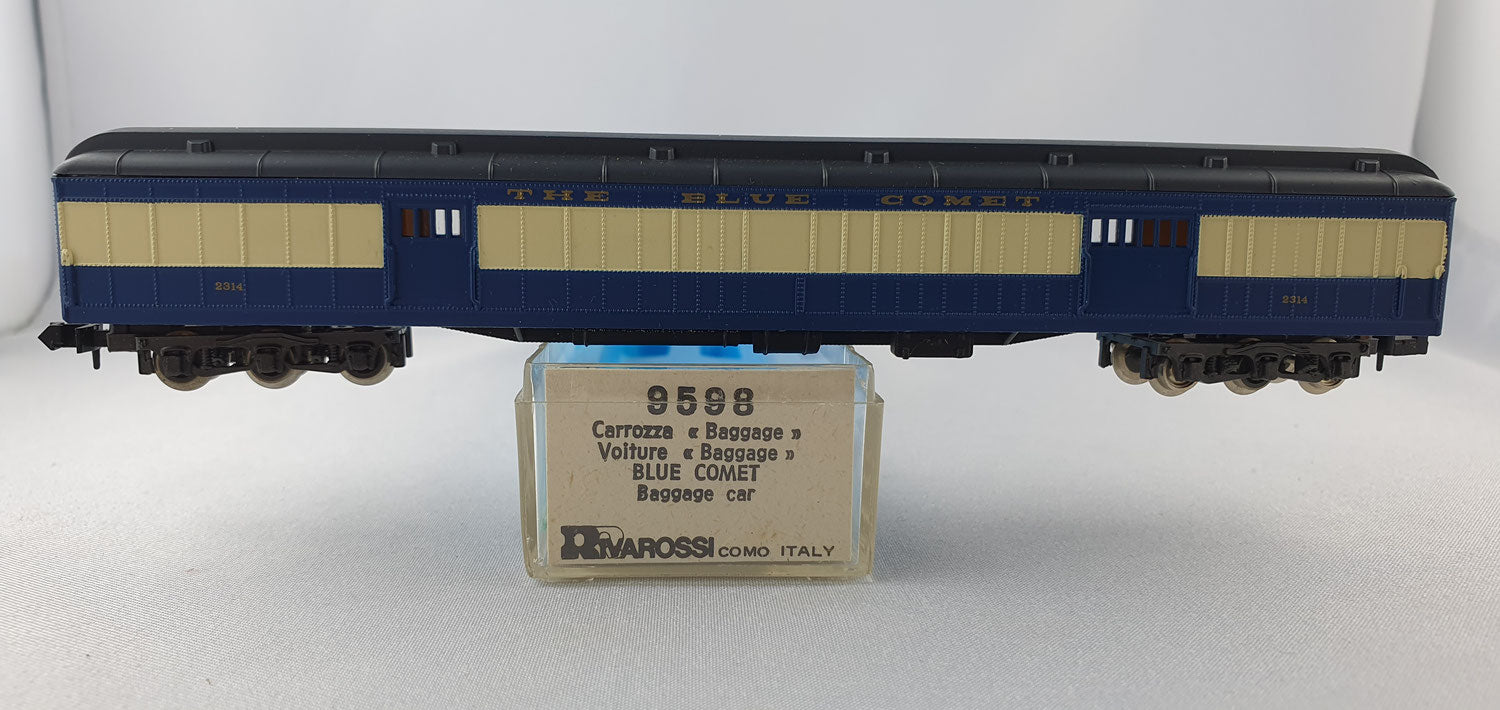 THE BLUE COMET
2314
2314
9598
Carrozza « Baggage »
Voiture « Baggage »
BLUE COMET
Baggage car
RIVAROSSI COMO ITALY